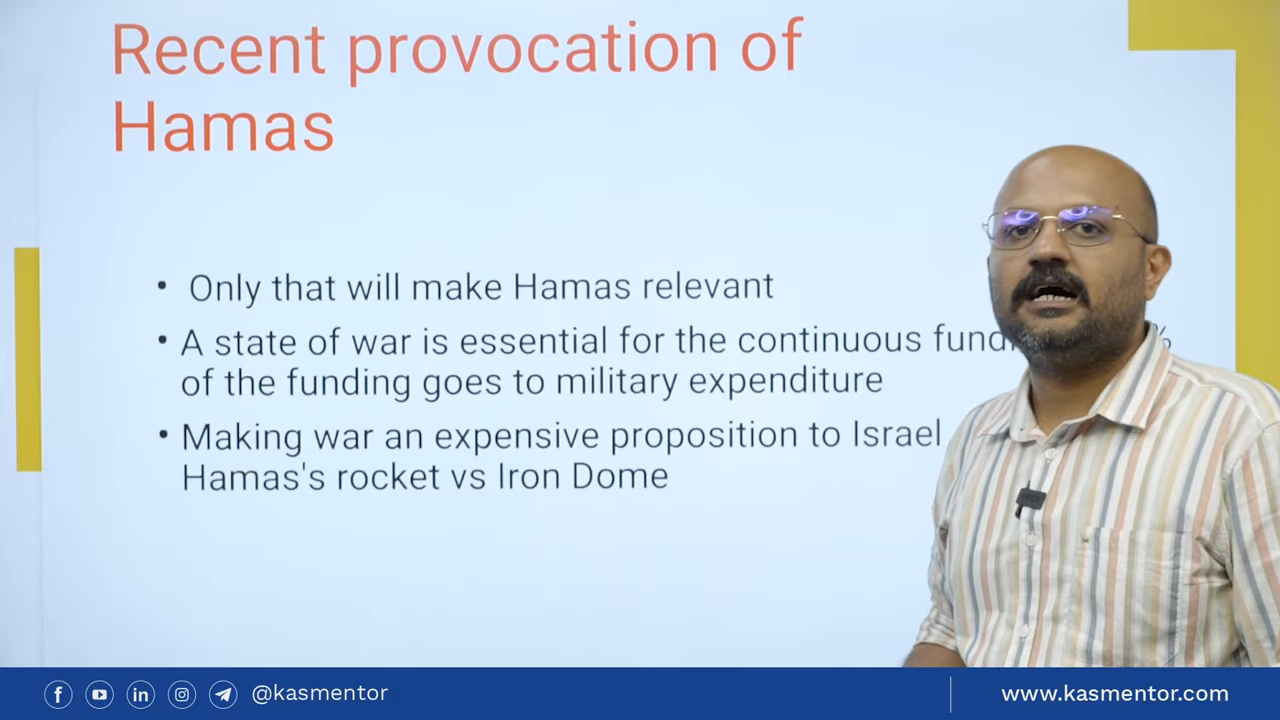 Recent provocation of
Hamas
• Only that will make Hamas relevant
• A state of war is essential for the continuous %
of the funding goes to military expenditure
• Making war an expensive proposition to Israel
Hamas's rocket vs Iron Dome
@kasmentor
www.kasmentor.com